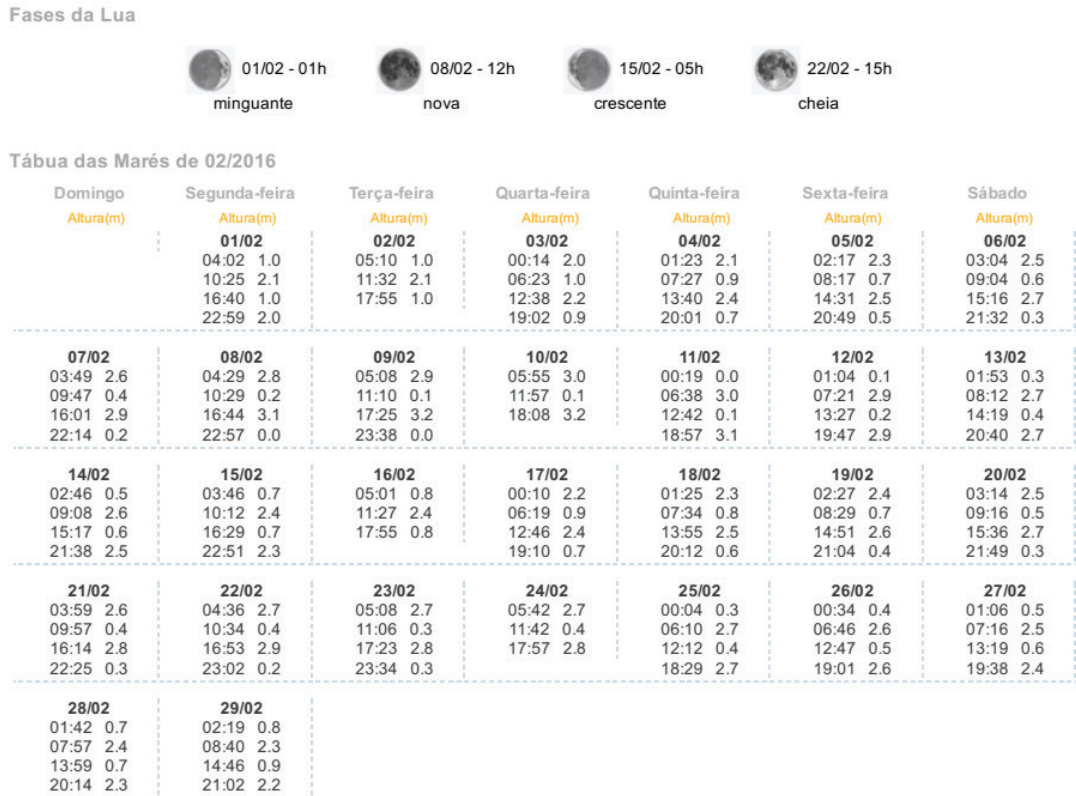 Fases da Lua
01/02 - 01h 08/02 - 12h 15/02 - 05h 22/02 - 15h
minguante nova crescente cheia
Tábua das Marés de 02/2016
Domingo Segunda-feira Terça-feira Quarta-feira Quinta-feira Sexta-feira Sábado
Altura(m) Altura(m) Altura(m) Altura(m) Altura(m) Altura(m) Altura(m)
01/02 02/02 03/02 04/02 05/02 06/02
04:02 1.0 05:10 1.0 00:14 2.0 01:23 2.1 02:17 2.3 03:04 2.5
10:25 2.1 11:32 2.1 06:23 1.0 07:27 0.9 08:17 0.7 09:04 0.6
16:40 1.0 17:55 1.0 12:38 2.2 13:40 2.4 14:31 2.5 15:16 2.7
22:59 2.0 19:02 0.9 20:01 0.7 20:49 0.5 21:32 0.3
07/02 08/02 09/02 10/02 11/02 12/02 13/02
03:49 2.6 04:29 2.8 05:08 2.9 05:55 3.0 00:19 0.0 01:04 0.1 01:53 0.3
09:47 0.4 10:29 0.2 11:10 0.1 11:57 0.1 06:38 3.0 07:21 2.9 08:12 2.7
16:01 2.9 16:44 3.1 17:25 3.2 18:08 3.2 12:42 0.1 13:27 0.2 14:19 0.4
22:14 0.2 22:57 0.0 23:38 0.0 18:57 3.1 19:47 2.9 20:40 2.7
14/02 15/02 16/02 17/02 18/02 19/02 20/02
02:46 0.5 03:46 0.7 05:01 0.8 00:10 2.2 01:25 2.3 02:27 2.4 03:14 2.5
09:08 2.6 10:12 2.4 11:27 2.4 06:19 0.9 07:34 0.8 08:29 0.7 09:16 0.5
15:17 0.6 16:29 0.7 17:55 0.8 12:46 2.4 13:55 2.5 14:51 2.6 15:36 2.7
21:38 2.5 22:51 2.3 19:10 0.7 20:12 0.6 21:04 0.4 21:49 0.3
21/02 22/02 23/02 24/02 25/02 26/02 27/02
03:59 2.6 04:36 2.7 05:08 2.7 05:42 2.7 00:04 0.3 00:34 0.4 01:06 0.5
09:57 0.4 10:34 0.4 11:06 0.3 11:42 0.4 06:10 2.7 06:46 2.6 07:16 2.5
16:14 2.8 16:53 2.9 17:23 2.8 17:57 2.8 12:12 0.4 12:47 0.5 13:19 0.6
22:25 0.3 23:02 0.2 23:34 0.3 18:29 2.7 19:01 2.6 19:38 2.4
28/02 29/02
01:42 0.7 02:19 0.8
07:57 2.4 08:40 2.3
13:59 0.7 14:46 0.9
20:14 2.3 21:02 2.2